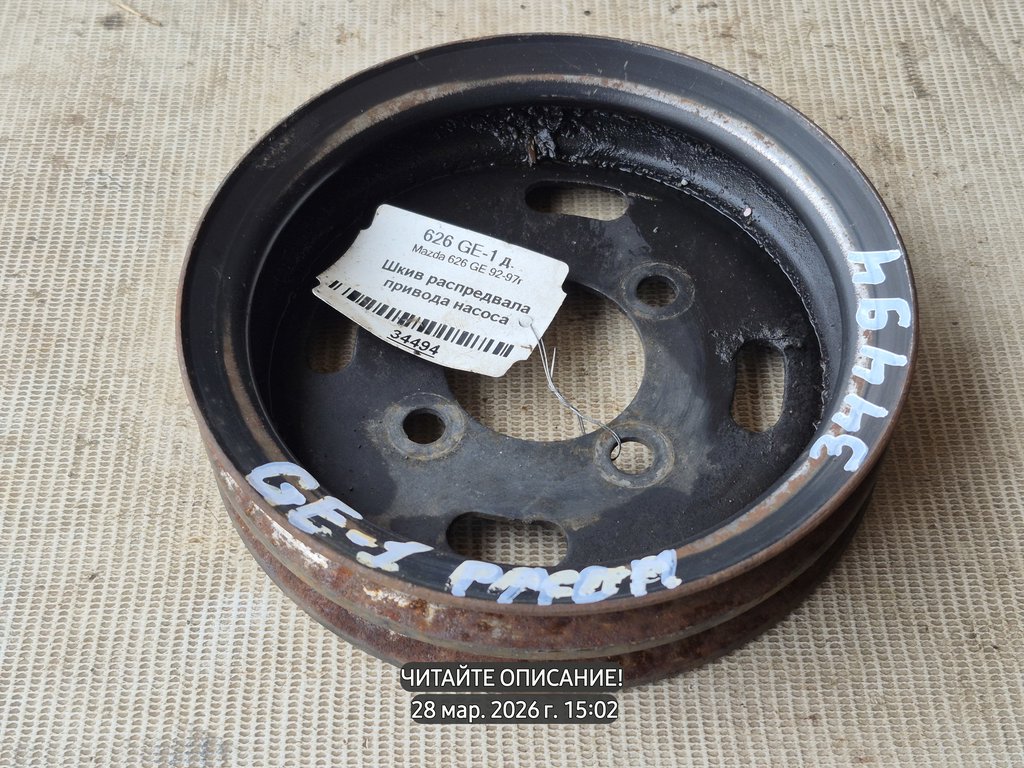 626 GE-1 д.
Mazda 626 GE 92-97г
Шкив распредвала
привода насоса
34494
34494
GE-1
ЧИТАЙТЕ ОПИСАНИЕ!
28 мар. 2026 г. 15:02